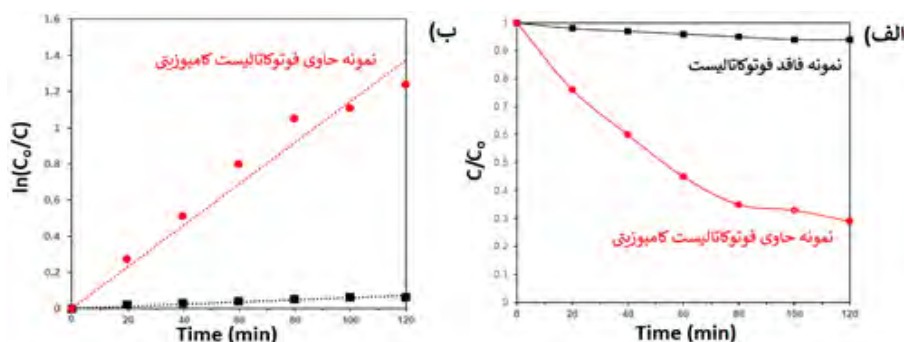 الف)
C/C₀
1
0.9
0.8
0.7
0.6
0.5
0.4
0.3
0.2
0.1
0
نمونه فاقد فوتوکاتالیست
نمونه حاوی فوتوکاتالیست کامپوزیتی
0 20 40 60 80 100 120
Time (min)
ب)
ln(C₀/C)
1.6
1.4
1.2
1
0.8
0.6
0.4
0.2
0
نمونه حاوی فوتوکاتالیست کامپوزیتی
0 20 40 60 80 100 120
Time (min)